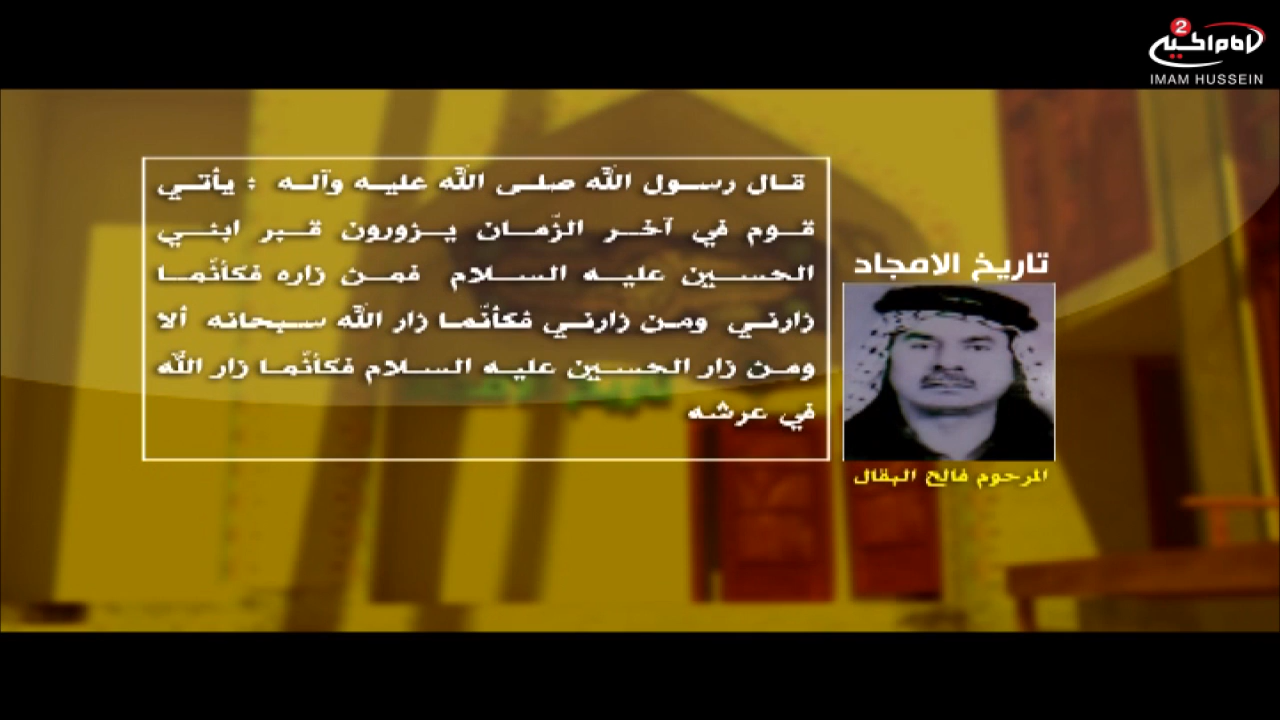 2
امام حسين
IMAM HUSSEIN
قال رسول الله صلى الله عليه وآله : يأتي
قوم في آخر الزّمان يزورون قبر ابني
الحسين عليه السلام فمن زاره فكأنّما
زارني ومن زارني فكأنّما زار الله سبحانه ألا
ومن زار الحسين عليه السلام فكأنّما زار الله
في عرشه
تاريخ الامجاد
المرحوم فالح البقال